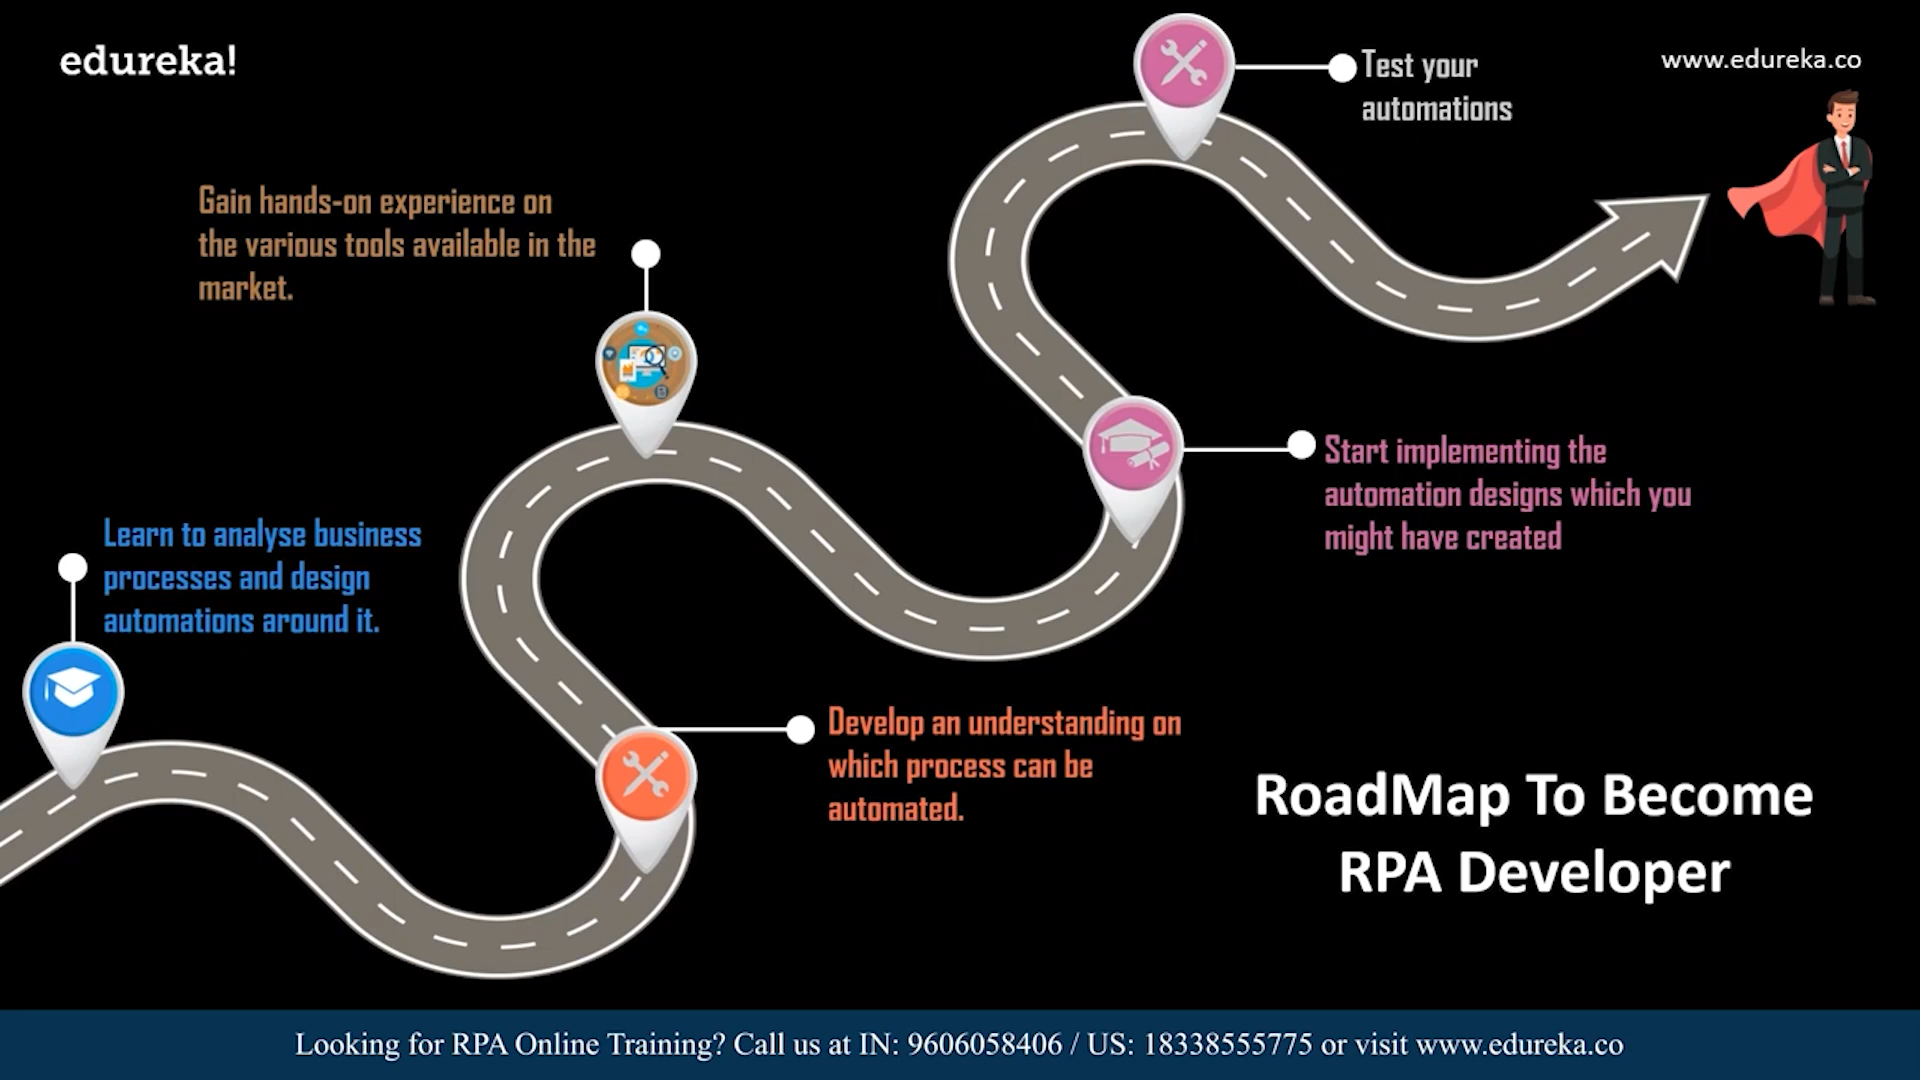 edureka!
www.edureka.co
Test your
automations
Gain hands-on experience on
the various tools available in the
market.
Start implementing the
automation designs which you
might have created
Learn to analyse business
processes and design
automations around it.
Develop an understanding on
which process can be
automated.
RoadMap To Become
RPA Developer
Looking for RPA Online Training? Call us at IN: 9606058406 / US: 18338555775 or visit www.edureka.co